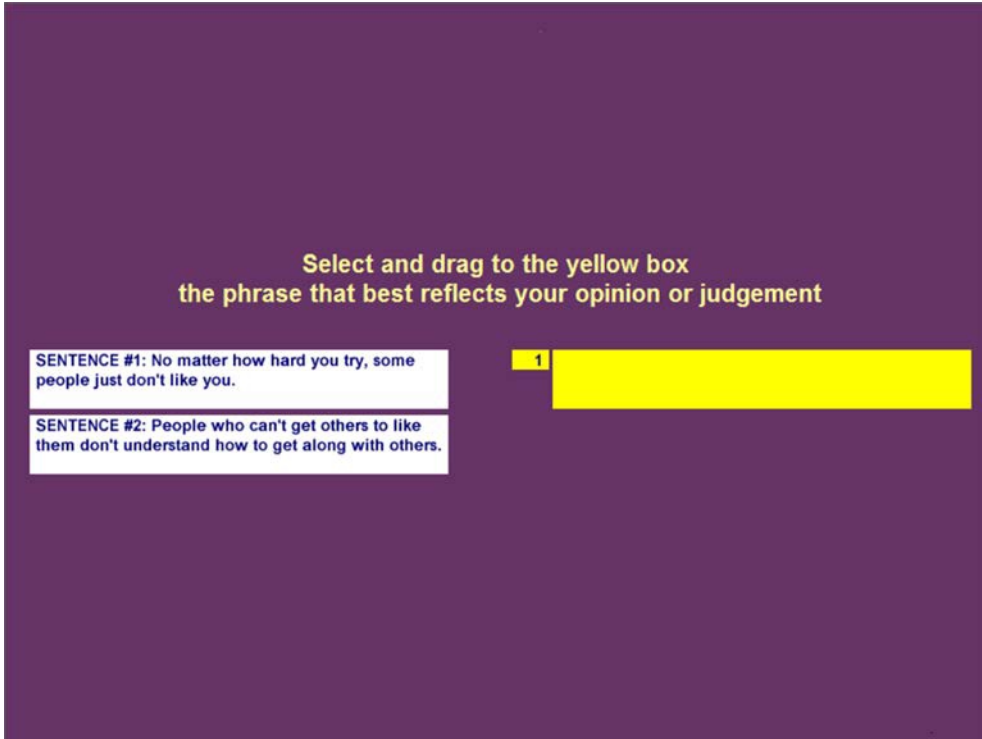 Select and drag to the yellow box
the phrase that best reflects your opinion or judgement
SENTENCE #1: No matter how hard you try, some
people just don't like you.
1
SENTENCE #2: People who can't get others to like
them don't understand how to get along with others.